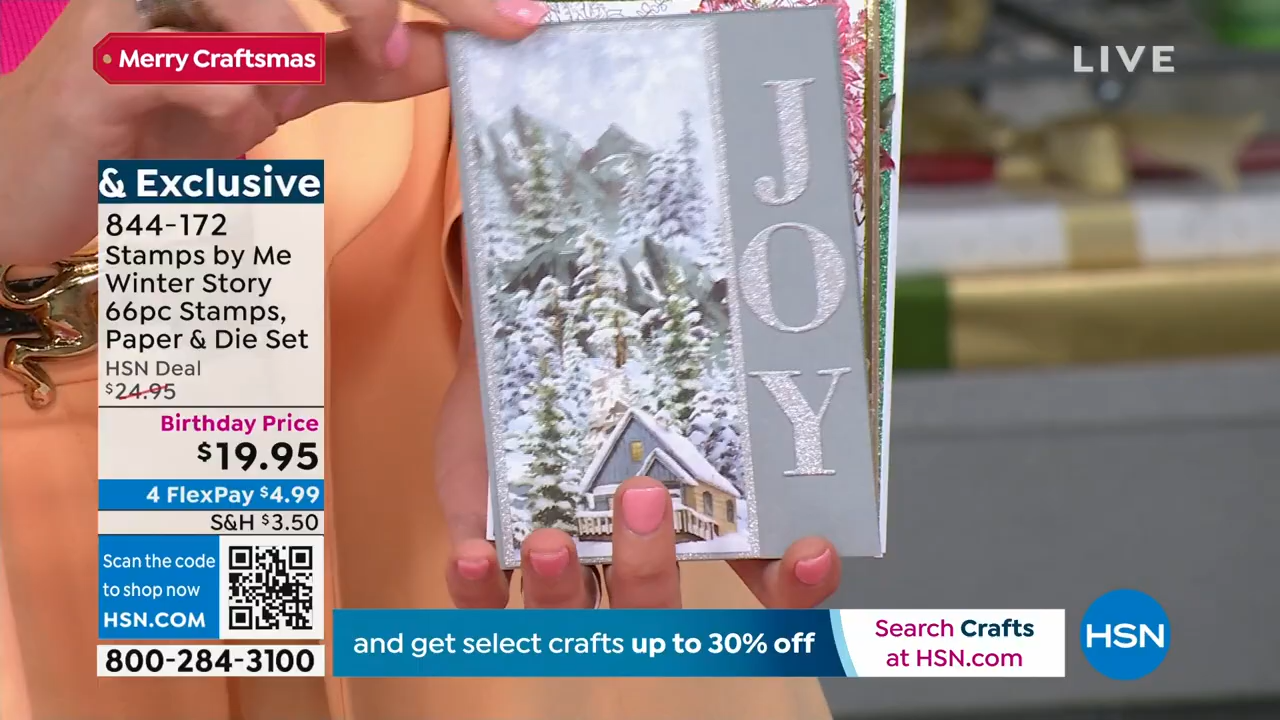 Merry Craftsmas
LIVE
& Exclusive
844-172
Stamps by Me
Winter Story
66pc Stamps,
Paper & Die Set
HSN Deal
$24.95
Birthday Price
$19.95
4 FlexPay $4.99
S&H $3.50
Scan the code
to shop now
HSN.COM
800-284-3100
JOY
and get select crafts up to 30% off
Search Crafts
at HSN.com
HSN